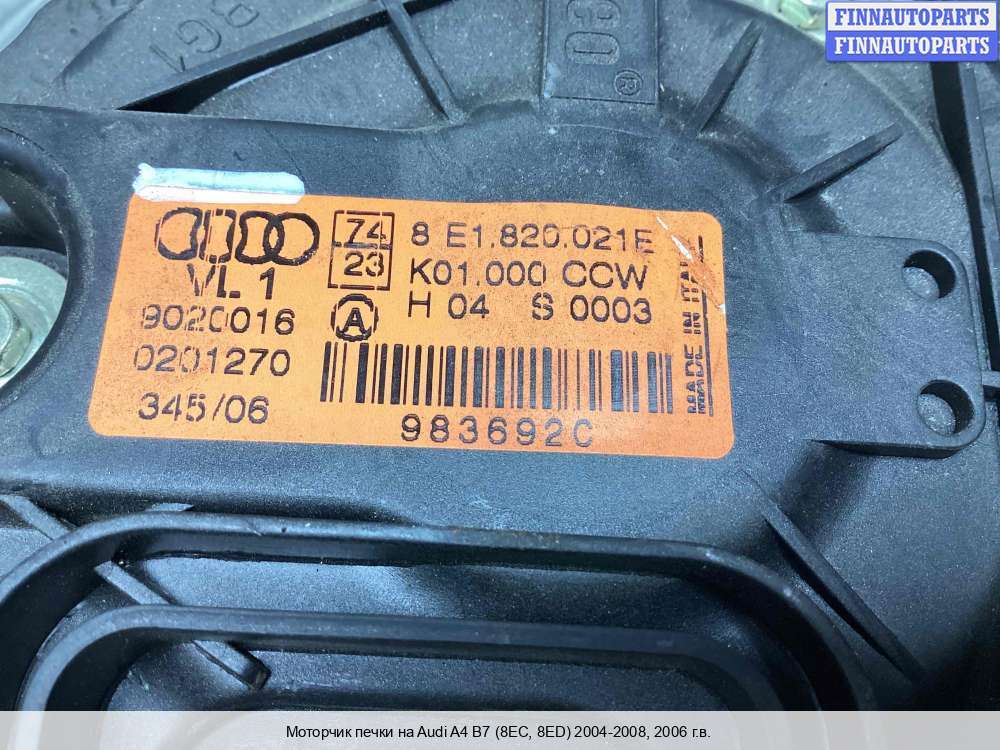 FINNAUTOPARTS
FINNAUTOPARTS
®
VL 1
74
23
8 E1.820.021E
K01.000 CCW
H 04 S 0003
9020016
A
0201270
345/06
983692C
MADE IN ITALY
Моторчик печки на Audi A4 B7 (8EC, 8ED) 2004-2008, 2006 г.в.